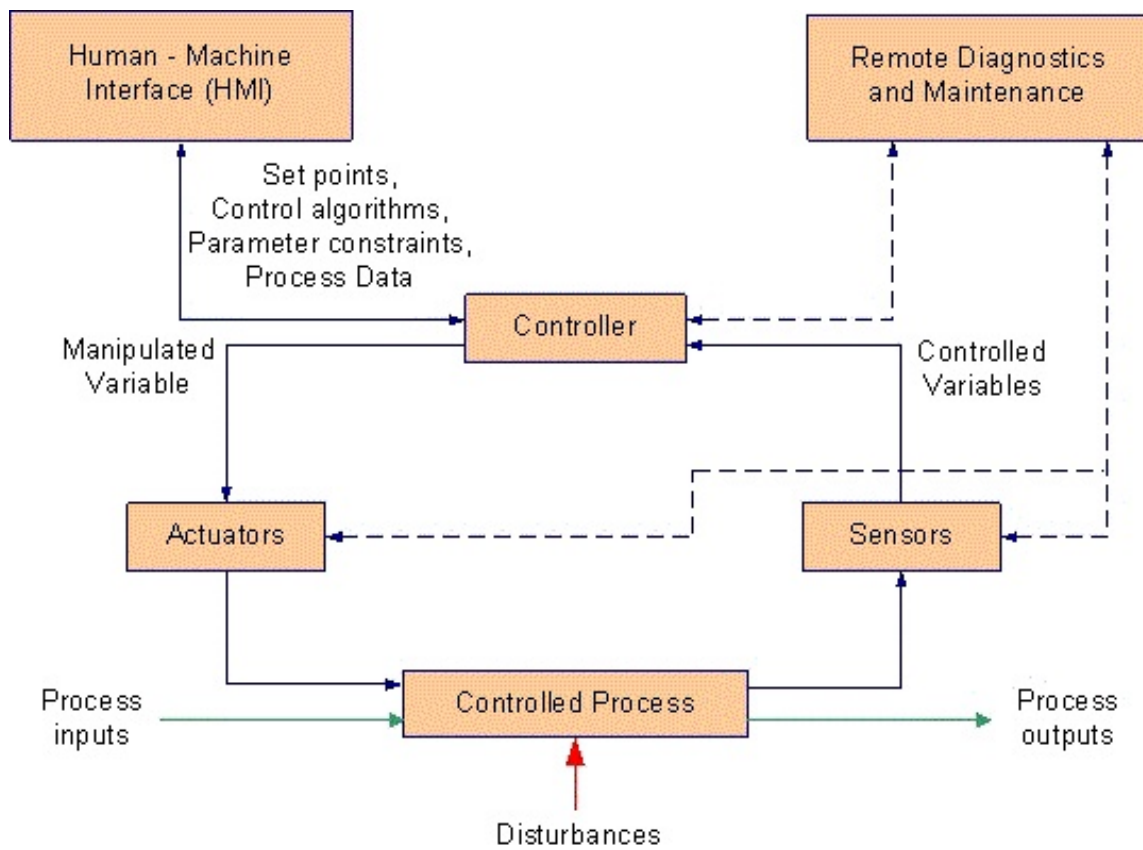 Human - Machine
Interface (HMI)
Remote Diagnostics
and Maintenance
Set points,
Control algorithms,
Parameter constraints,
Process Data
Controller
Manipulated
Variable
Controlled
Variables
Actuators
Sensors
Process
inputs
Controlled Process
Process
outputs
Disturbances